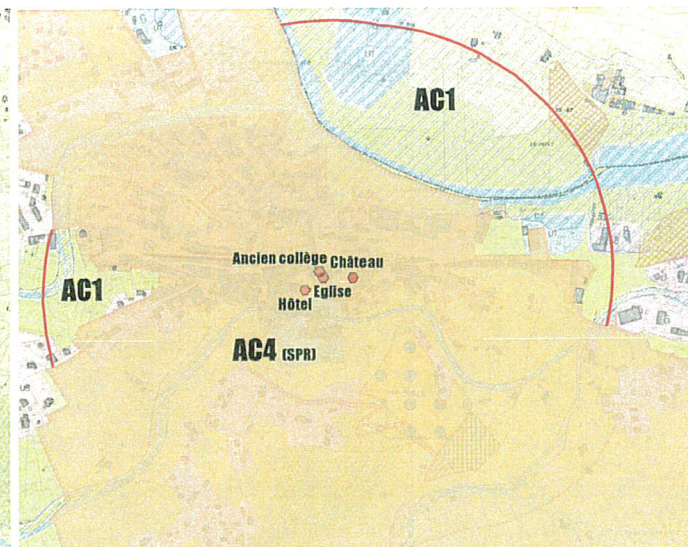 AC1
Ancien collège Château
AC1
Eglise
Hôtel
AC4 (SPR)